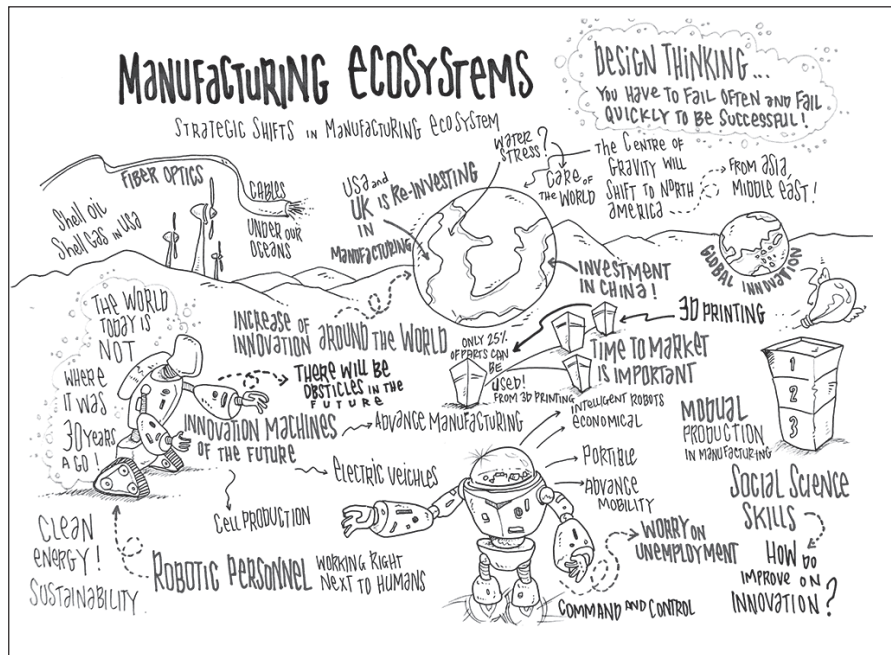 MANUFACTURING ECOSYSTEMS
STRATEGIC SHIFTS IN MANUFACTURING ECOSYSTEM
DESIGN THINKING...
YOU HAVE TO FAIL OFTEN AND FAIL
QUICKLY TO BE SUCCESSFUL!
FIBER OPTICS
CABLES
UNDER OUR
OCEANS
Shell OIL
Shell GAS IN USA
USA and
UK IS RE-INVESTING
IN
MANUFACTURING
WATER
STRESS?
CARE OF
THE WORLD
THE CENTRE OF
GRAVITY WILL
SHIFT TO NORTH
AMERICA
FROM ASIA,
MIDDLE EAST!
GLOBAL INNOVATION
INVESTMENT
IN CHINA!
THE WORLD
TODAY IS
NOT
WHERE
IT WAS
30 YEARS
AGO!
INCREASE OF
INNOVATION AROUND THE WORLD
3D PRINTING
ONLY 25%
OF PARTS CAN
BE
USED!
FROM 3D PRINTING
TIME TO MARKET
IS IMPORTANT
1
2
3
THERE WILL BE
OBSTICLES IN THE
FUTURE
INNOVATION MACHINES
OF THE FUTURE
ADVANCE MANUFACTURING
INTELLIGENT ROBOTS
ECONOMICAL
MODUAL
PRODUCTION
IN MANUFACTURING
ELECTRIC VEICHLES
PORTIBLE
ADVANCE
MOBILITY
CELL PRODUCTION
SOCIAL SCIENCE
SKILLS
CLEAN
ENERGY!
SUSTAINABILITY
ROBOTIC PERSONNEL
WORKING RIGHT
NEXT TO HUMANS
WORRY ON
UNEMPLOYMENT
COMMAND AND CONTROL
HOW DO
IMPROVE ON
INNOVATION?